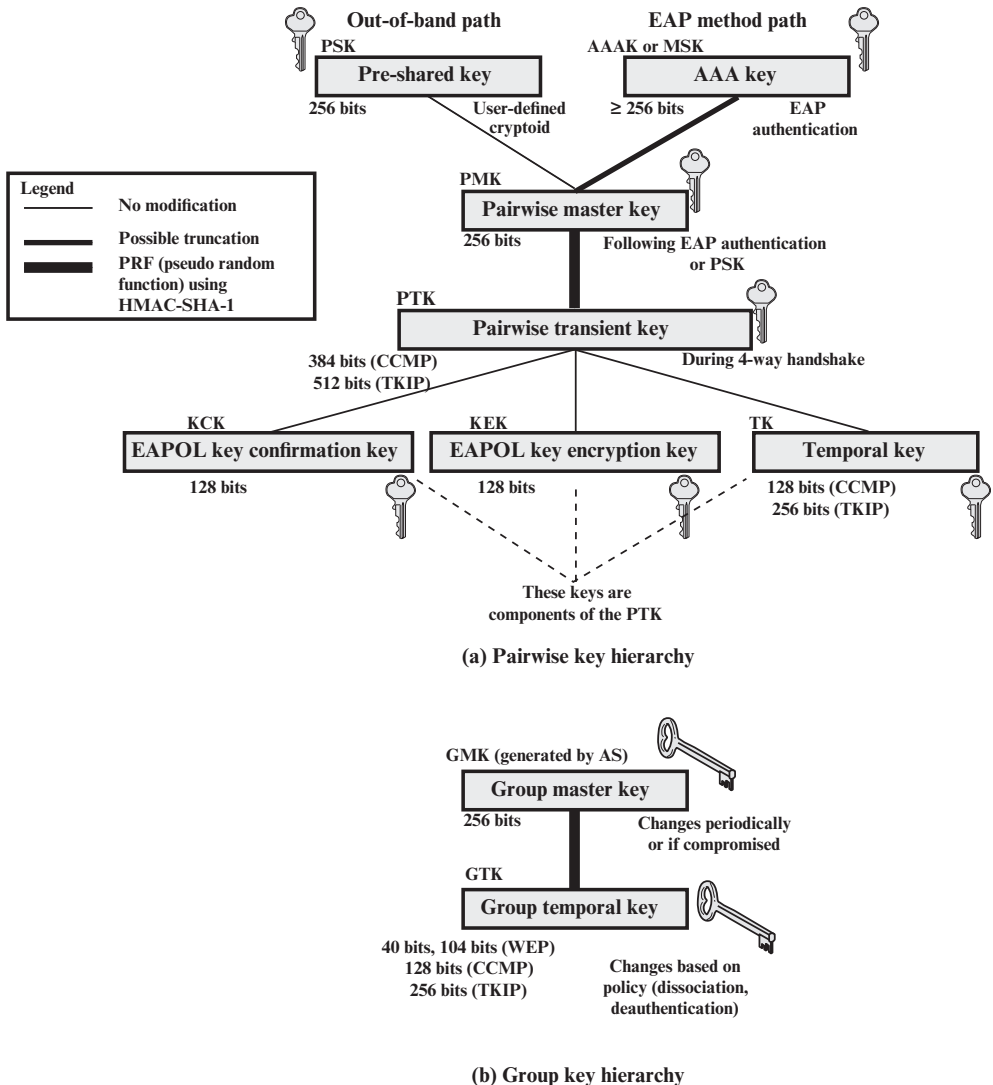 Out-of-band path
EAP method path
PSK
AAAK or MSK
Pre-shared key
AAA key
256 bits
User-defined
cryptoid
≥ 256 bits
EAP
authentication
Legend
No modification
Possible truncation
PRF (pseudo random
function) using
HMAC-SHA-1
PMK
Pairwise master key
256 bits
Following EAP authentication
or PSK
PTK
Pairwise transient key
384 bits (CCMP)
512 bits (TKIP)
During 4-way handshake
KCK
KEK
TK
EAPOL key confirmation key
EAPOL key encryption key
Temporal key
128 bits
128 bits
128 bits (CCMP)
256 bits (TKIP)
These keys are
components of the PTK
(a) Pairwise key hierarchy
GMK (generated by AS)
Group master key
256 bits
Changes periodically
or if compromised
GTK
Group temporal key
40 bits, 104 bits (WEP)
128 bits (CCMP)
256 bits (TKIP)
Changes based on
policy (dissociation,
deauthentication)
(b) Group key hierarchy